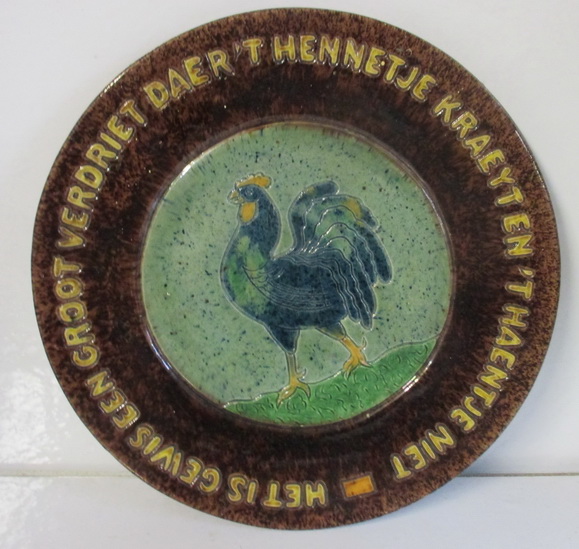 HET IS GEWIS EEN GROOT VERDRIET DAER 'T HENNETJE KRAEYT EN 'T HAENTJE NIET